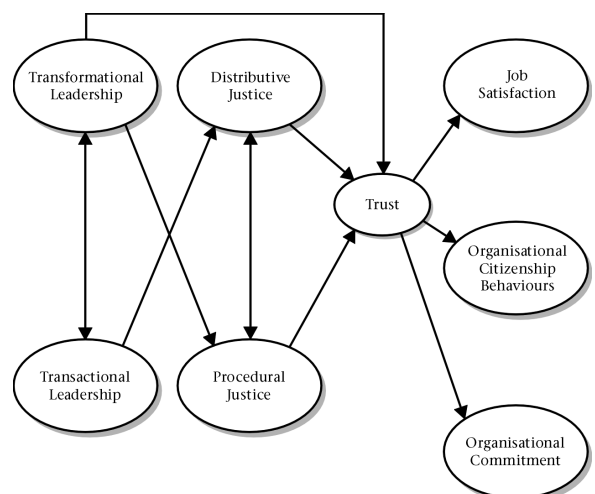 Transformational
Leadership
Distributive
Justice
Job
Satisfaction
Trust
Organisational
Citizenship
Behaviours
Transactional
Leadership
Procedural
Justice
Organisational
Commitment